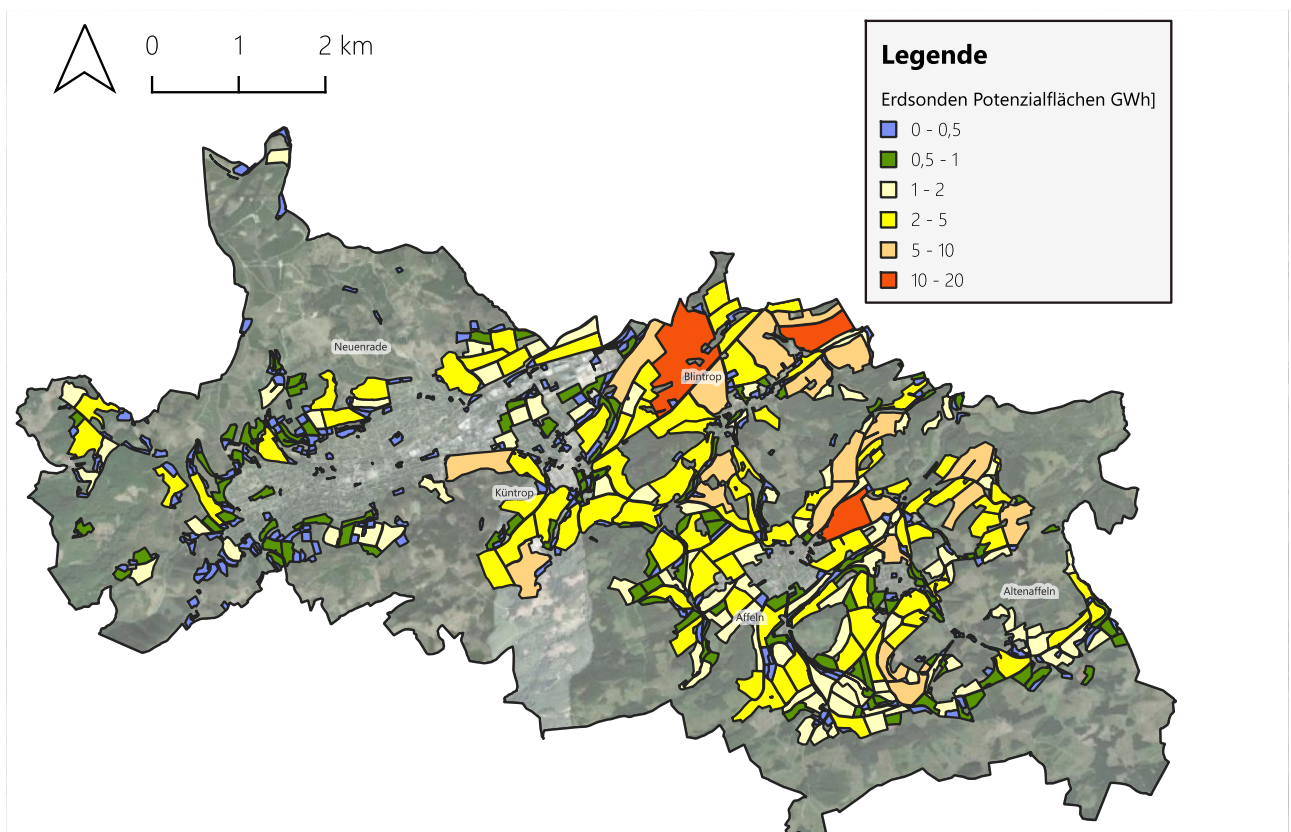 0 1 2 km
Legende
Erdsonden Potenzialflächen GWh]
0 - 0,5
0,5 - 1
1 - 2
2 - 5
5 - 10
10 - 20
Neuenrade
Blintrop
Küntrop
Altenaffeln
Affeln